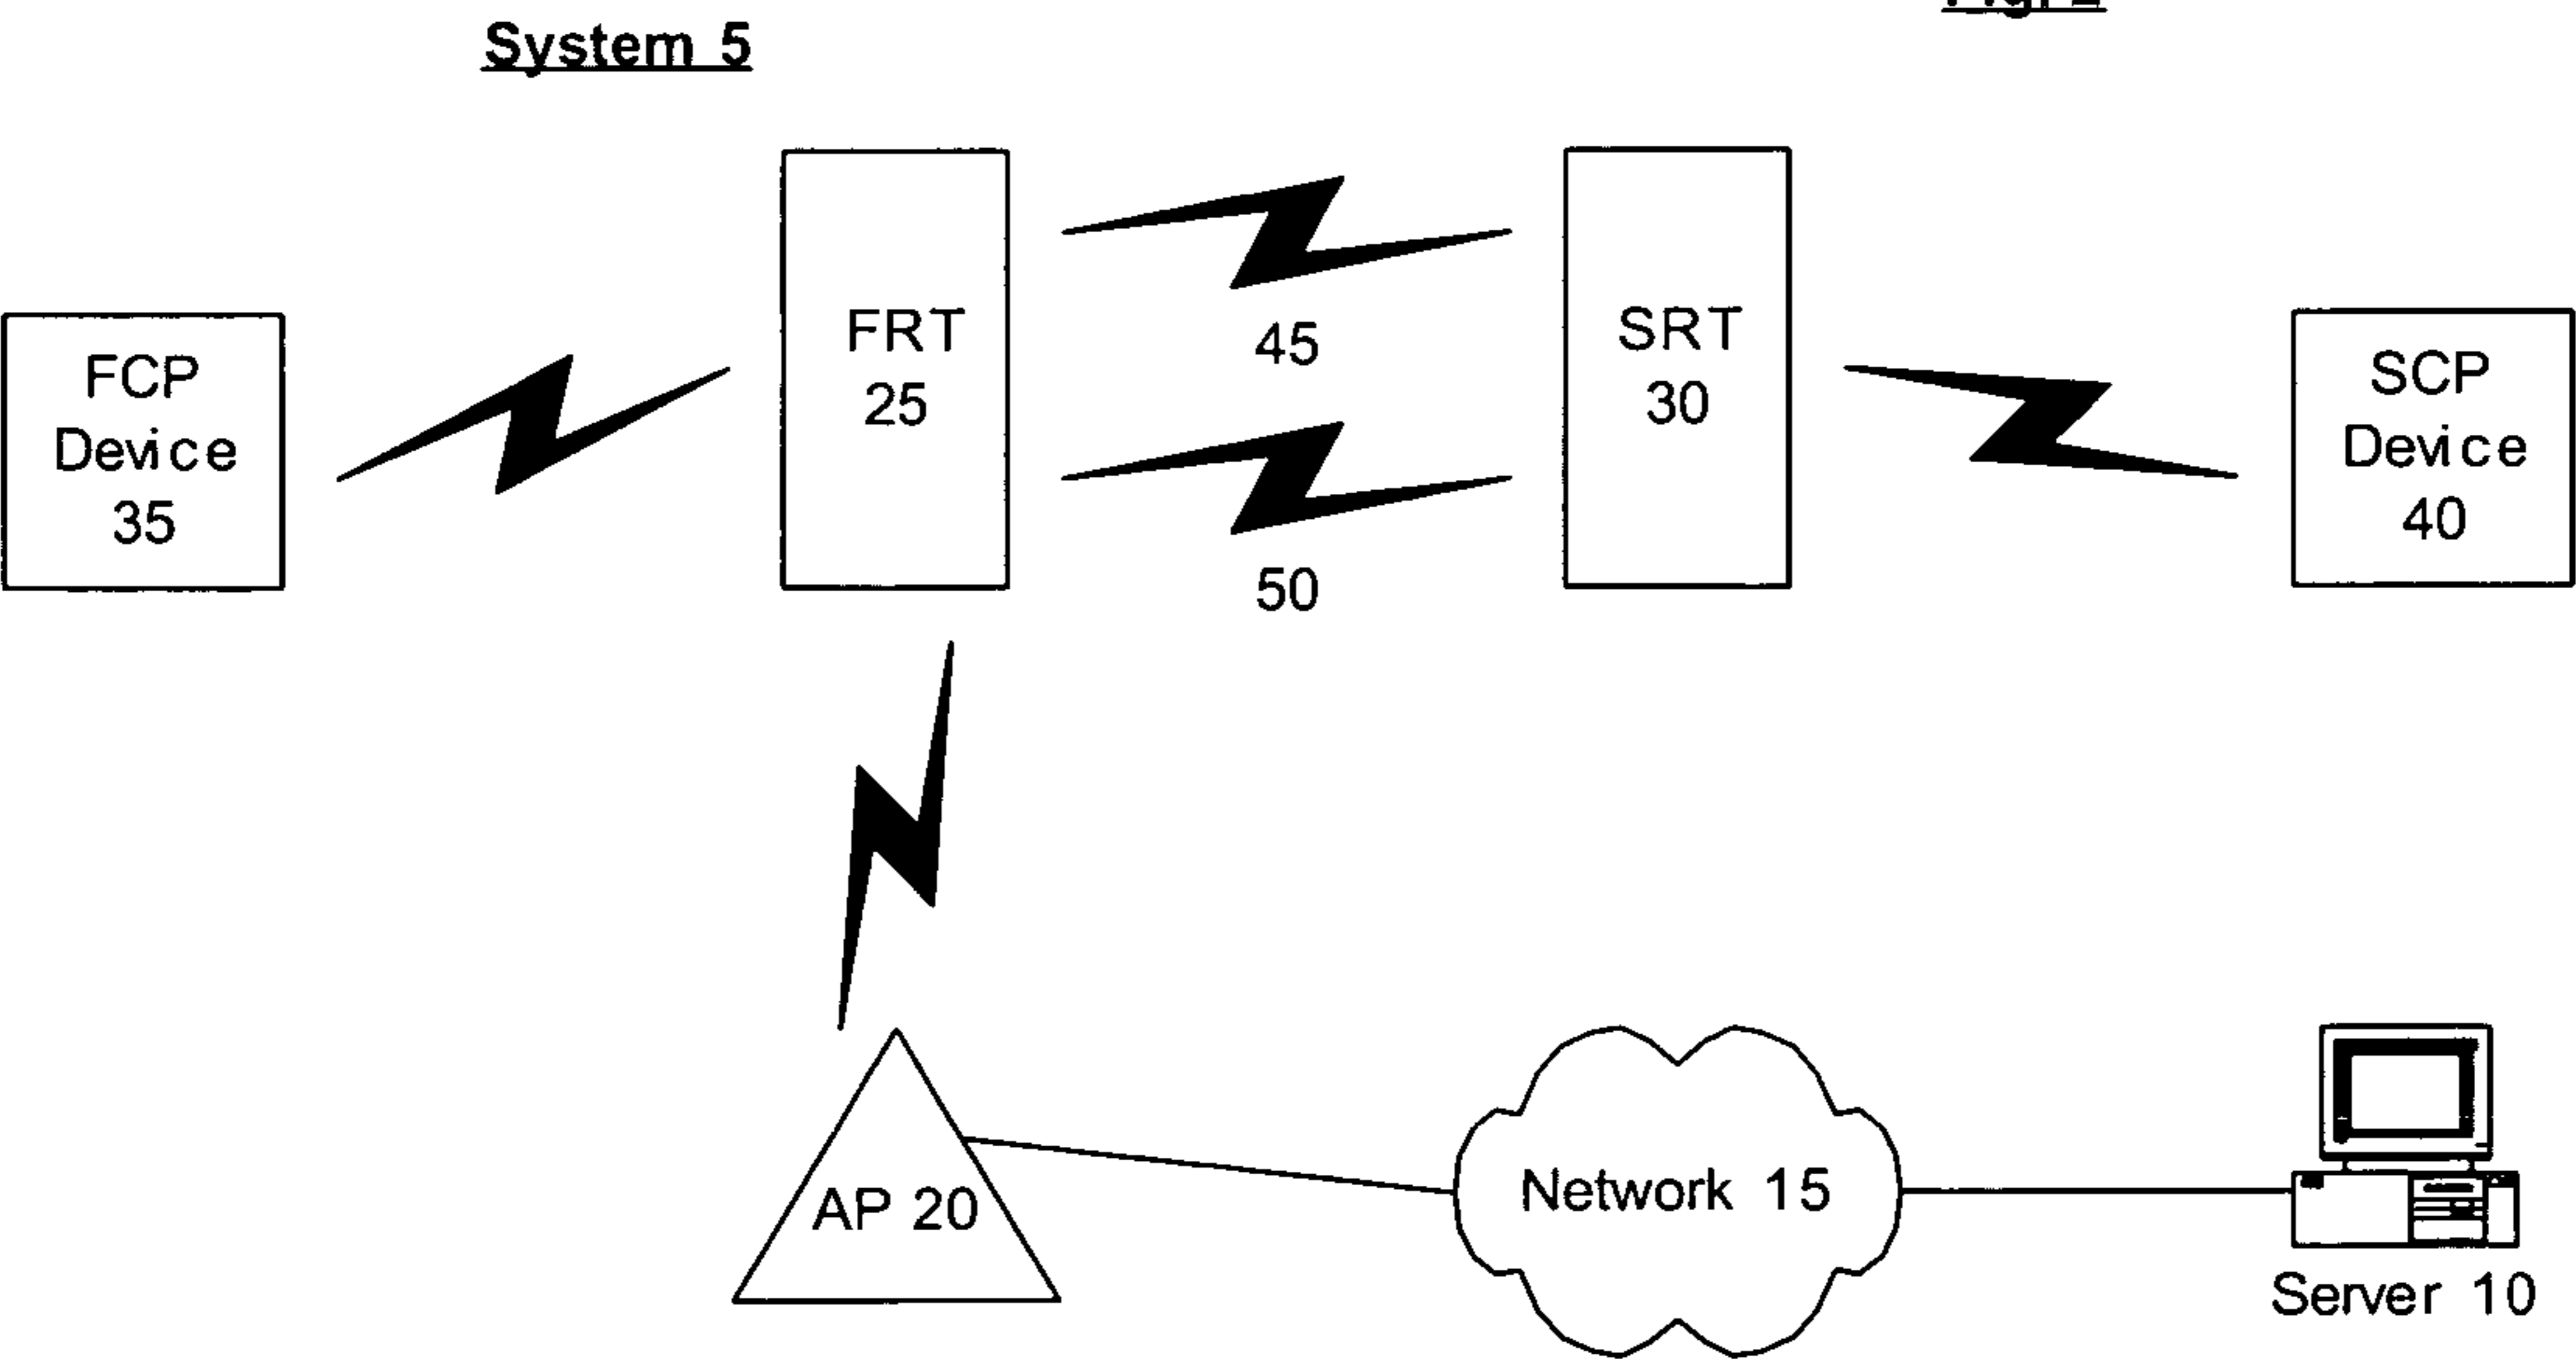 System 5
FCP
Device
35
FRT
25
45
50
SRT
30
SCP
Device
40
AP 20
Network 15
Server 10